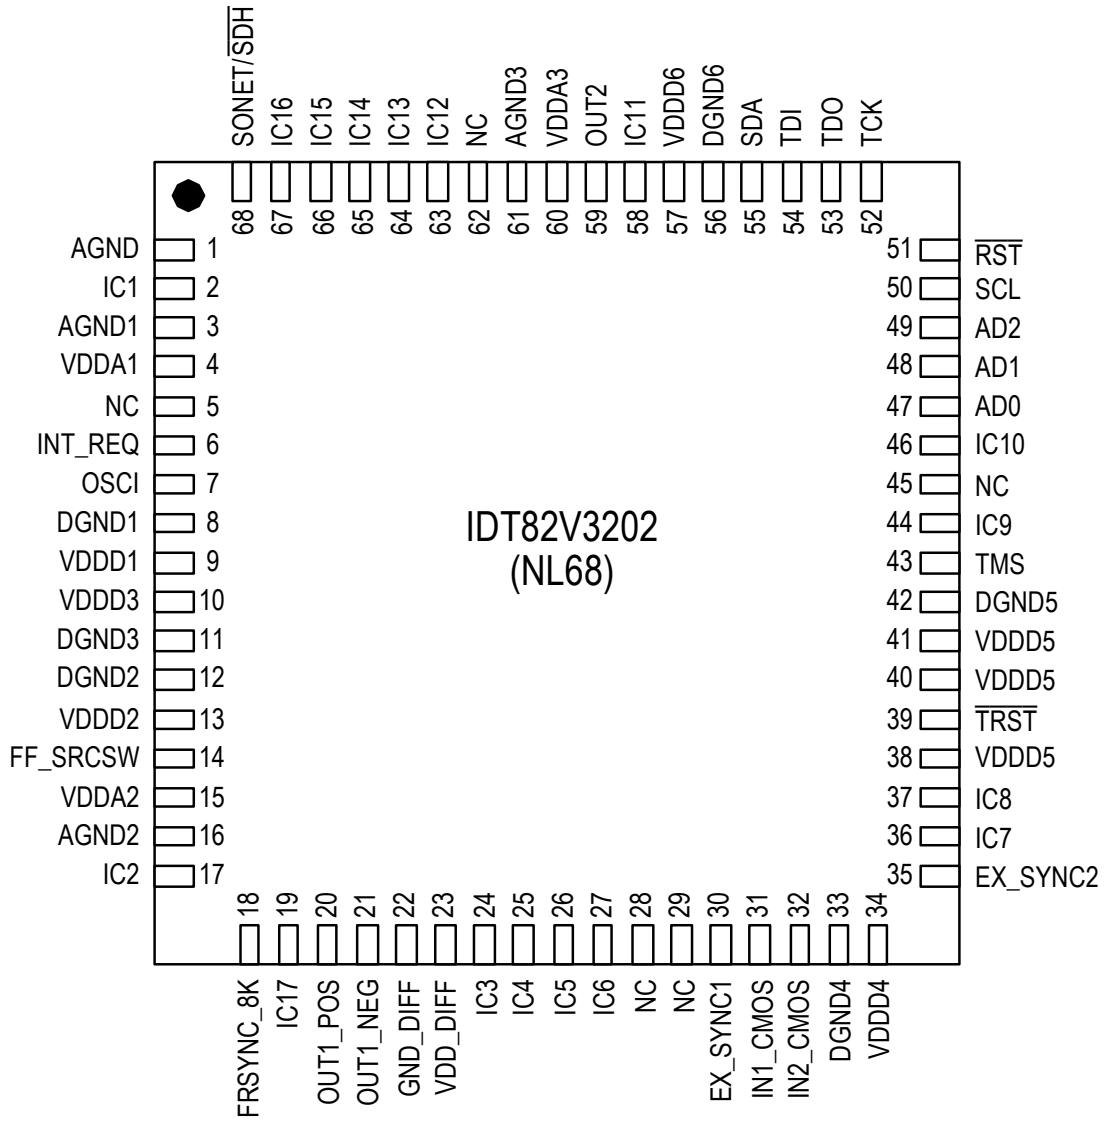 SONET/SDH
IC16
IC15
IC14
IC13
IC12
NC
AGND3
VDDA3
OUT2
IC11
VDDD6
DGND6
SDA
TDI
TDO
TCK
68
67
66
65
64
63
62
61
60
59
58
57
56
55
54
53
52
AGND 1
IC1 2
AGND1 3
VDDA1 4
NC 5
INT_REQ 6
OSCI 7
DGND1 8
VDDD1 9
VDDD3 10
DGND3 11
DGND2 12
VDDD2 13
FF_SRCSW 14
VDDA2 15
AGND2 16
IC2 17
IDT82V3202
(NL68)
51 RST
50 SCL
49 AD2
48 AD1
47 AD0
46 IC10
45 NC
44 IC9
43 TMS
42 DGND5
41 VDDD5
40 VDDD5
39 TRST
38 VDDD5
37 IC8
36 IC7
35 EX_SYNC2
18
19
20
21
22
23
24
25
26
27
28
29
30
31
32
33
34
FRSYNC_8K
IC17
OUT1_POS
OUT1_NEG
GND_DIFF
VDD_DIFF
IC3
IC4
IC5
IC6
NC
NC
EX_SYNC1
IN1_CMOS
IN2_CMOS
DGND4
VDDD4